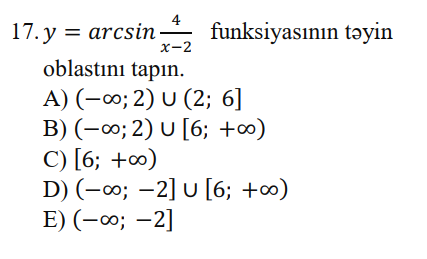 17. y = arcsin 4/(x−2) funksiyasının təyin
oblastını tapın.
A) (−∞; 2) ∪ (2; 6]
B) (−∞; 2) ∪ [6; +∞)
C) [6; +∞)
D) (−∞; −2] ∪ [6; +∞)
E) (−∞; −2]